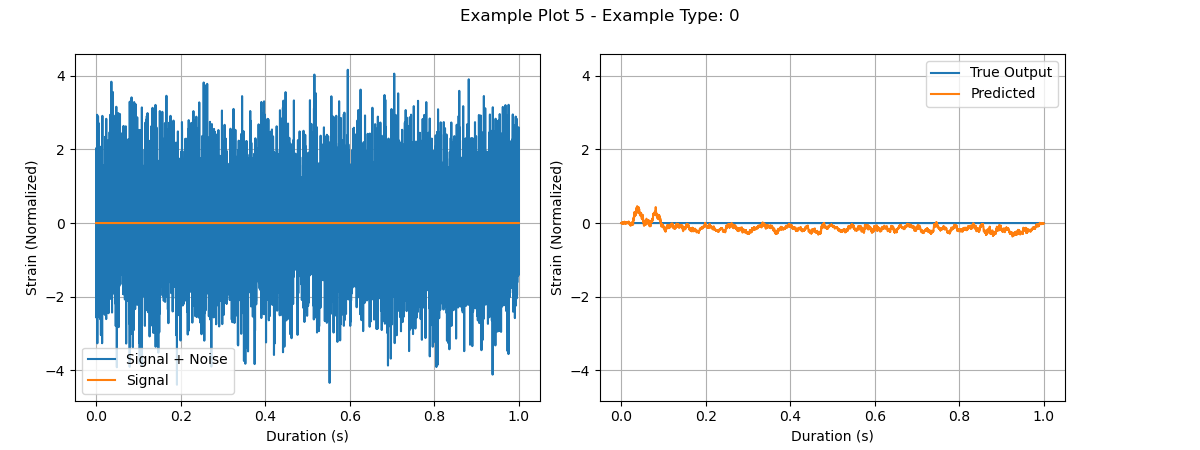 Example Plot 5 - Example Type: 0
Strain (Normalized)
4
2
0
−2
−4
Signal + Noise
Signal
0.0 0.2 0.4 0.6 0.8 1.0
Duration (s)
Strain (Normalized)
4
2
0
−2
−4
True Output
Predicted
0.0 0.2 0.4 0.6 0.8 1.0
Duration (s)